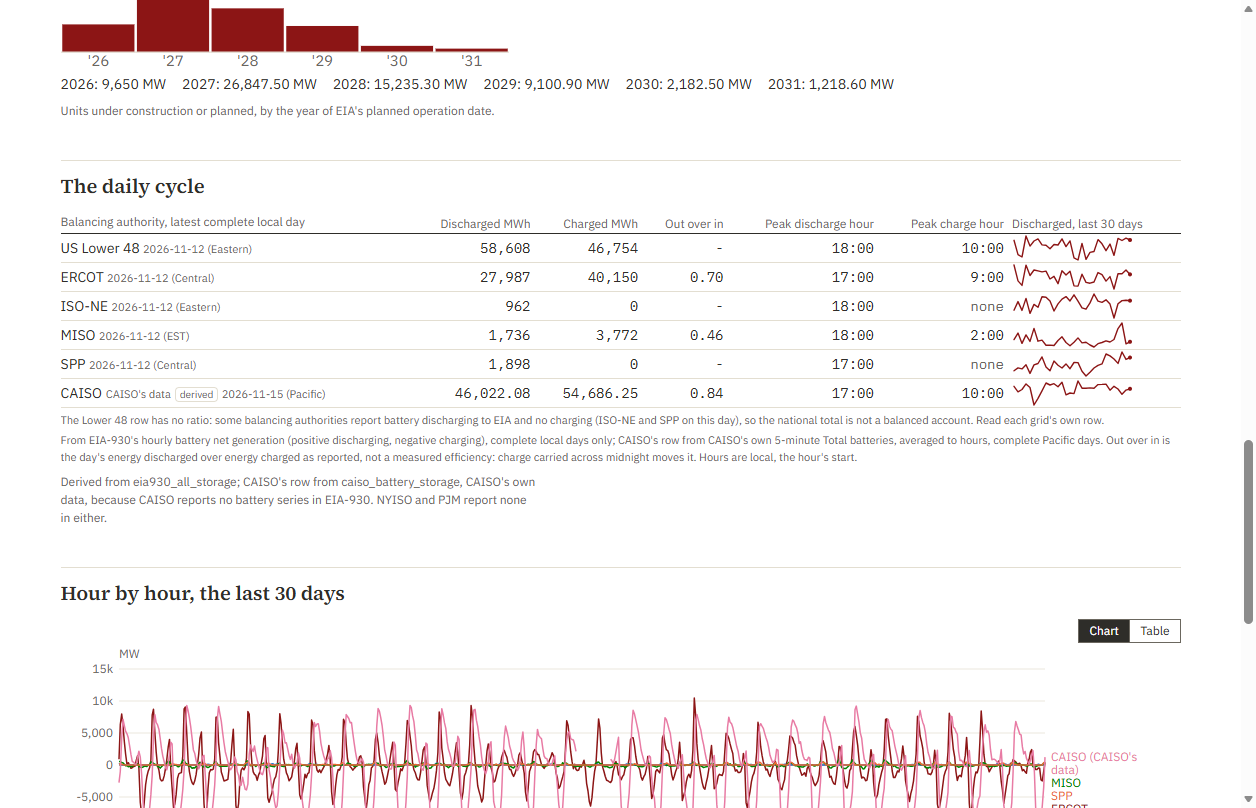 '26 '27 '28 '29 '30 '31
2026: 9,650 MW 2027: 26,847.50 MW 2028: 15,235.30 MW 2029: 9,100.90 MW 2030: 2,182.50 MW 2031: 1,218.60 MW
Units under construction or planned, by the year of EIA's planned operation date.
The daily cycle
Balancing authority, latest complete local day Discharged MWh Charged MWh Out over in Peak discharge hour Peak charge hour Discharged, last 30 days
US Lower 48 2026-11-12 (Eastern) 58,608 46,754 - 18:00 10:00
ERCOT 2026-11-12 (Central) 27,987 40,150 0.70 17:00 9:00
ISO-NE 2026-11-12 (Eastern) 962 0 - 18:00 none
MISO 2026-11-12 (EST) 1,736 3,772 0.46 18:00 2:00
SPP 2026-11-12 (Central) 1,898 0 - 17:00 none
CAISO CAISO's data derived 2026-11-15 (Pacific) 46,022.08 54,686.25 0.84 17:00 10:00
The Lower 48 row has no ratio: some balancing authorities report battery discharging to EIA and no charging (ISO-NE and SPP on this day), so the national total is not a balanced account. Read each grid's own row.
From EIA-930's hourly battery net generation (positive discharging, negative charging), complete local days only; CAISO's row from CAISO's own 5-minute Total batteries, averaged to hours, complete Pacific days. Out over in is
the day's energy discharged over energy charged as reported, not a measured efficiency: charge carried across midnight moves it. Hours are local, the hour's start.
Derived from eia930_all_storage; CAISO's row from caiso_battery_storage, CAISO's own
data, because CAISO reports no battery series in EIA-930. NYISO and PJM report none
in either.
Hour by hour, the last 30 days
Chart Table
MW
15k
10k
5,000
0
-5,000
CAISO (CAISO's
data)
MISO
SPP
ERCOT